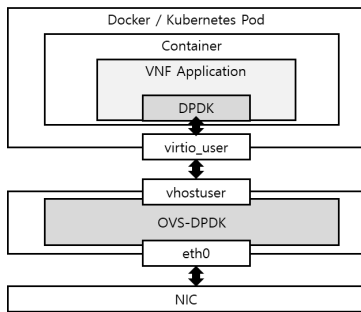 Docker / Kubernetes Pod
Container
VNF Application
DPDK
virtio_user
vhostuser
OVS-DPDK
eth0
NIC